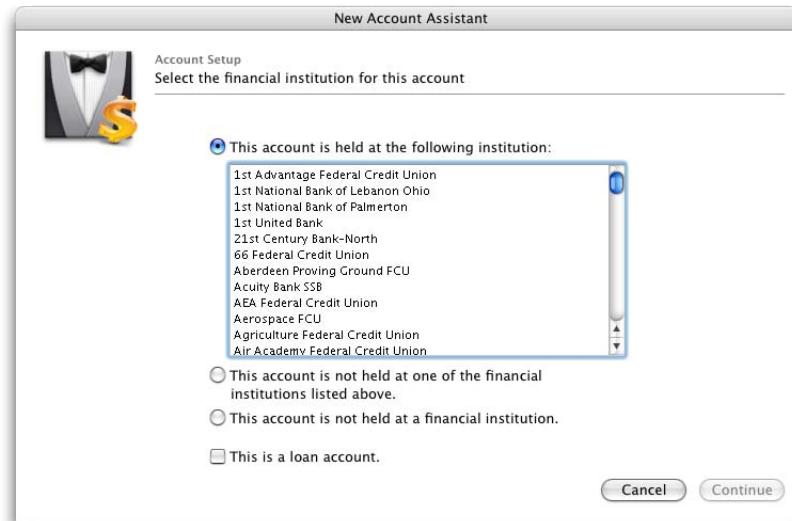 New Account Assistant
Account Setup
Select the financial institution for this account
This account is held at the following institution:
1st Advantage Federal Credit Union
1st National Bank of Lebanon Ohio
1st National Bank of Palmerton
1st United Bank
21st Century Bank-North
66 Federal Credit Union
Aberdeen Proving Ground FCU
Acuity Bank SSB
AEA Federal Credit Union
Aerospace FCU
Agriculture Federal Credit Union
Air Academy Federal Credit Union
This account is not held at one of the financial
institutions listed above.
This account is not held at a financial institution.
This is a loan account.
Cancel Continue